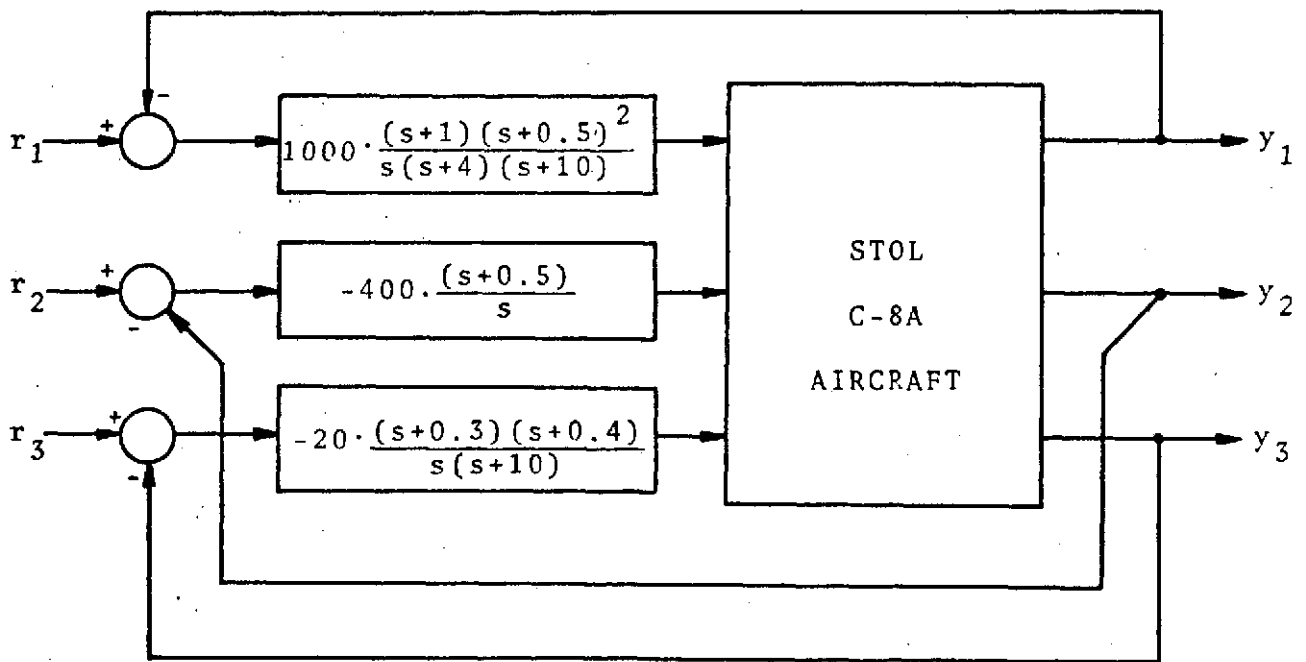 r₁ + - 1000 · (s+1)(s+0.5)² / s(s+4)(s+10) y₁
r₂ + - -400 · (s+0.5) / s y₂
r₃ + - -20 · (s+0.3)(s+0.4) / s(s+10) y₃
STOL
C-8A
AIRCRAFT